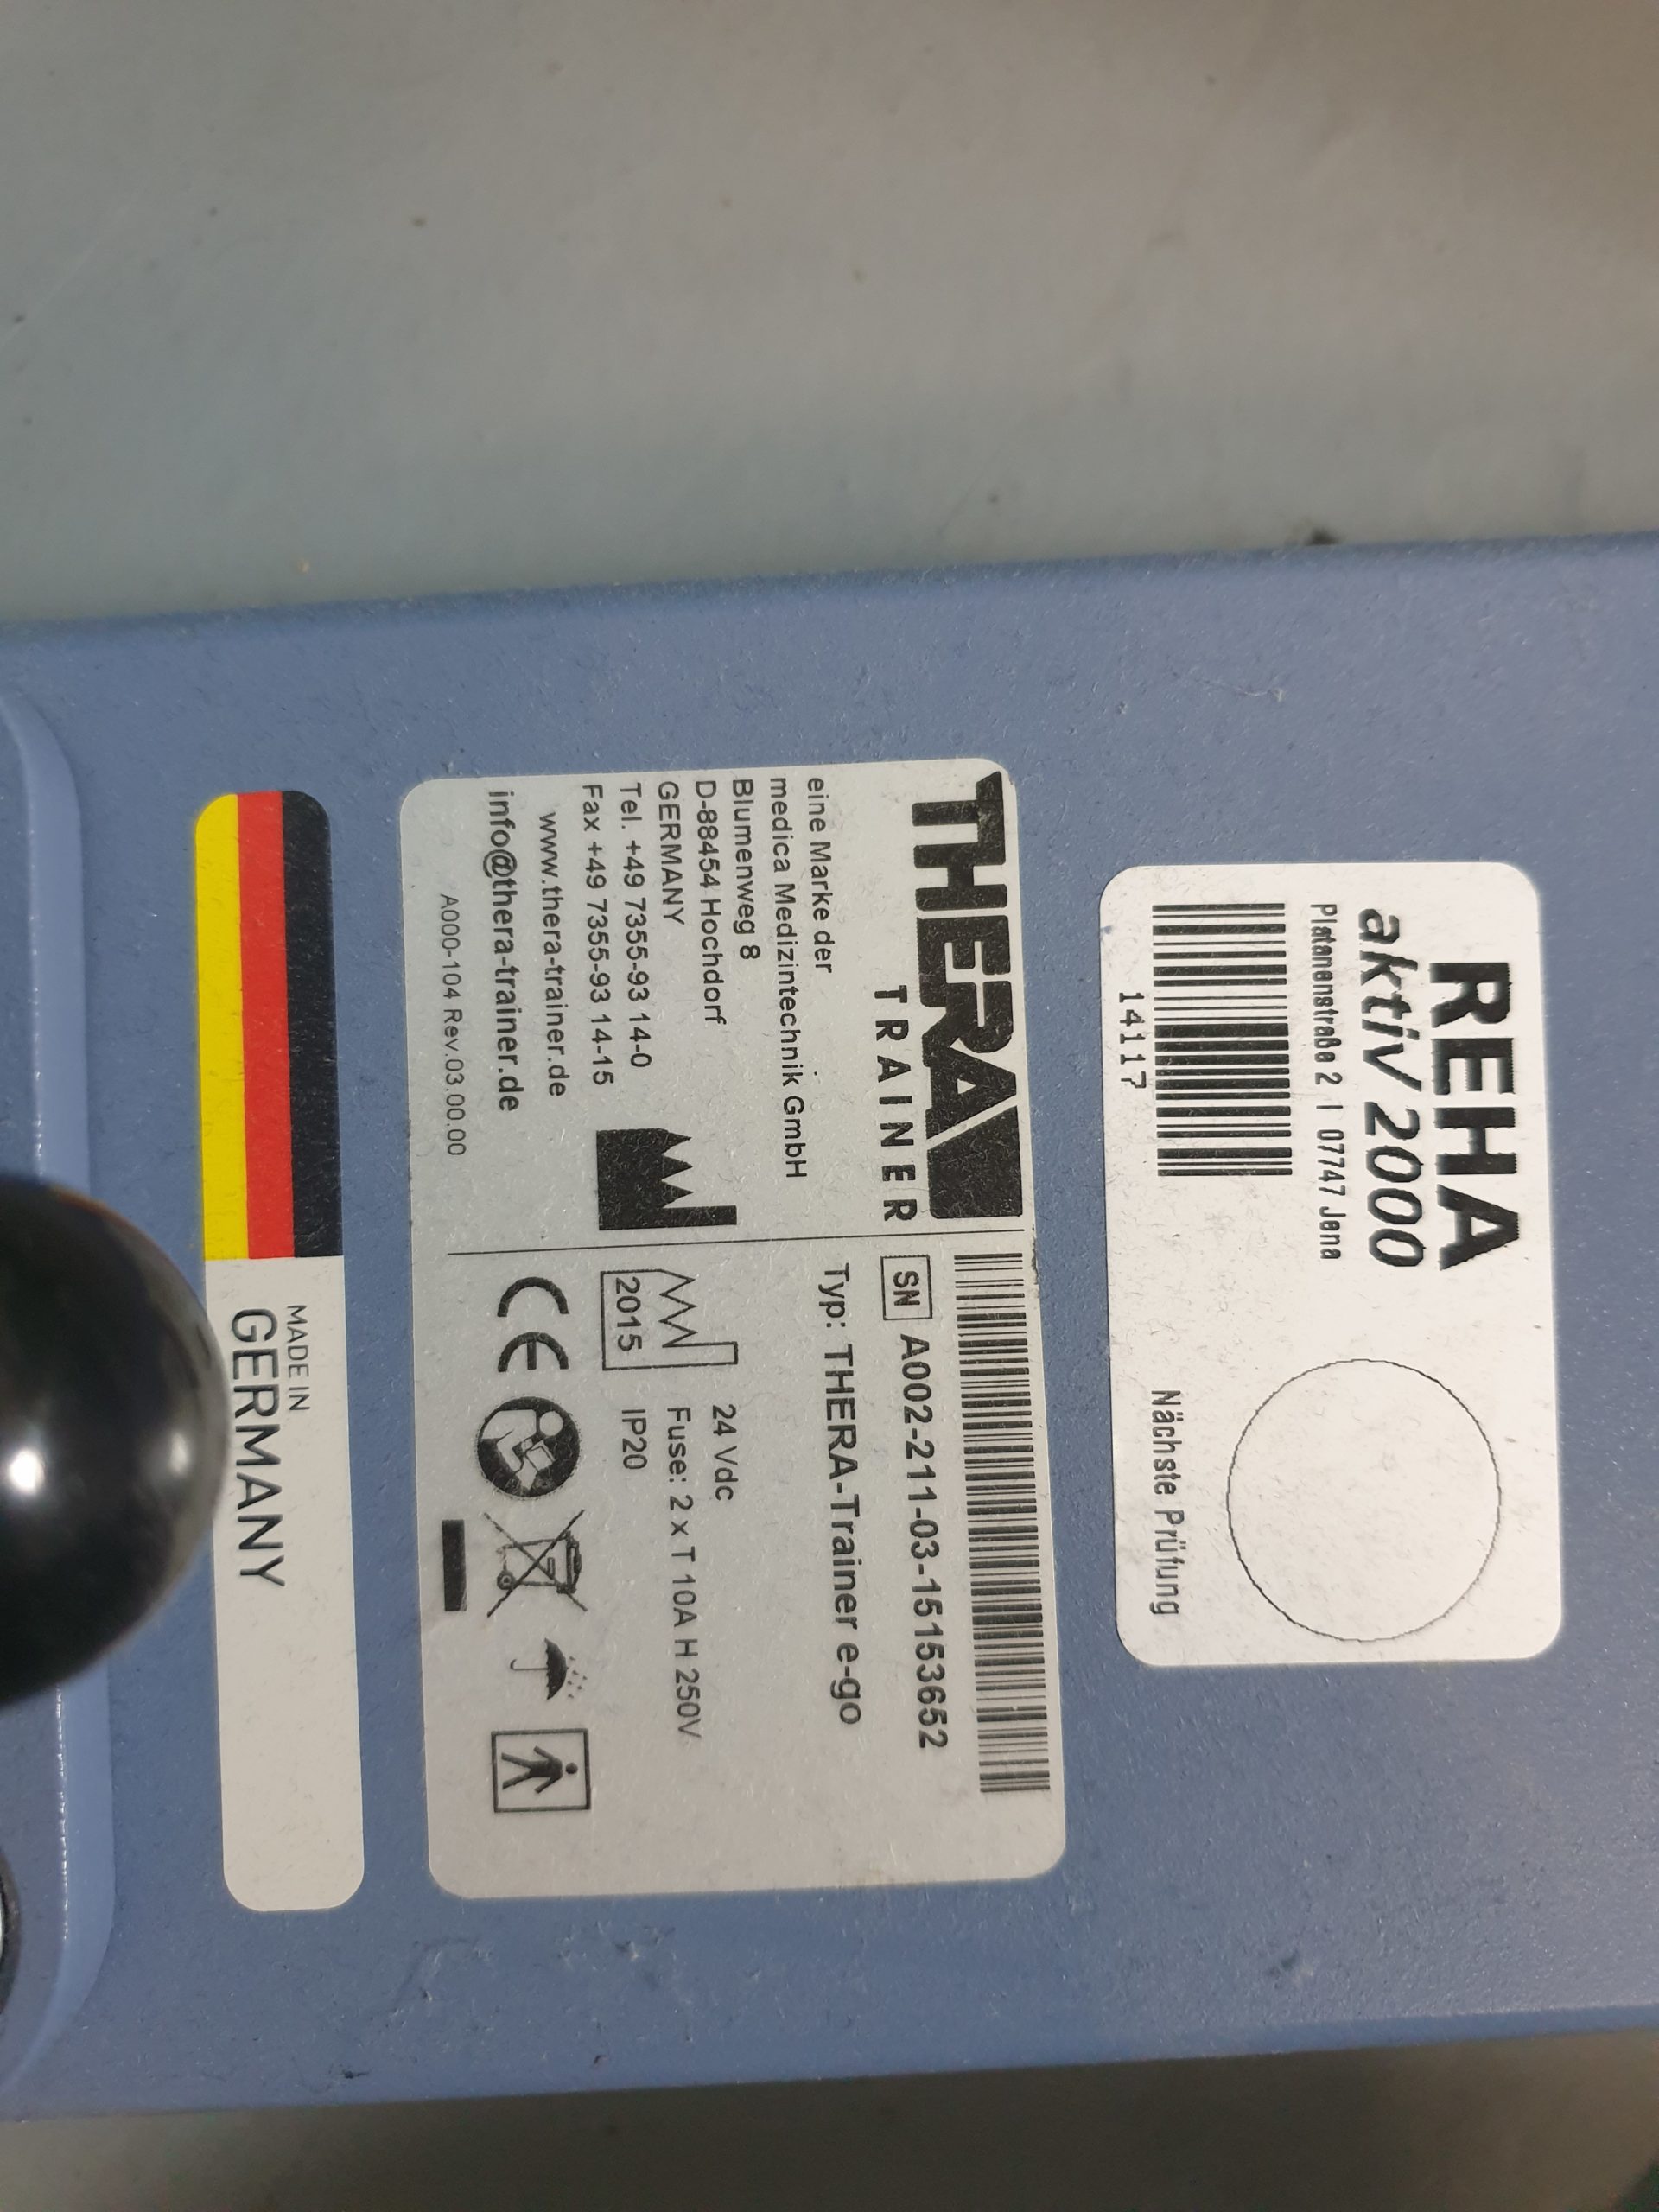 REHA
aktiv 2000
Platanenstraße 2 | 07747 Jena
14117
Nächste Prüfung
THERA
TRAINER
eine Marke der
medica Medizintechnik GmbH
Blumenweg 8
D-88454 Hochdorf
GERMANY
Tel. +49 7355-93 14-0
Fax +49 7355-93 14-15
www.thera-trainer.de
info@thera-trainer.de
A000-104 Rev.03.00.00
SN A002-211-03-15153652
Typ: THERA-Trainer e-go
2015
24 Vdc
Fuse: 2 x T 10A H 250V
IP20
CE
MADE IN
GERMANY